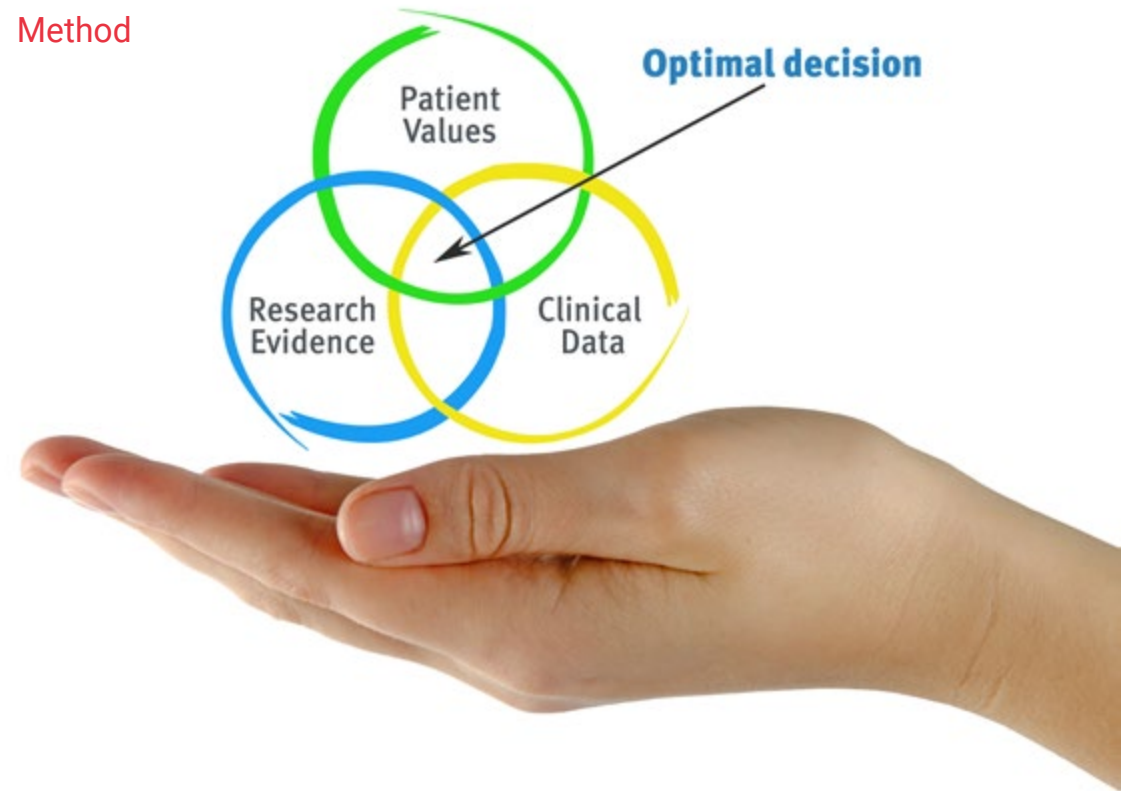 Method
Optimal decision
Patient
Values
Research
Evidence
Clinical
Data